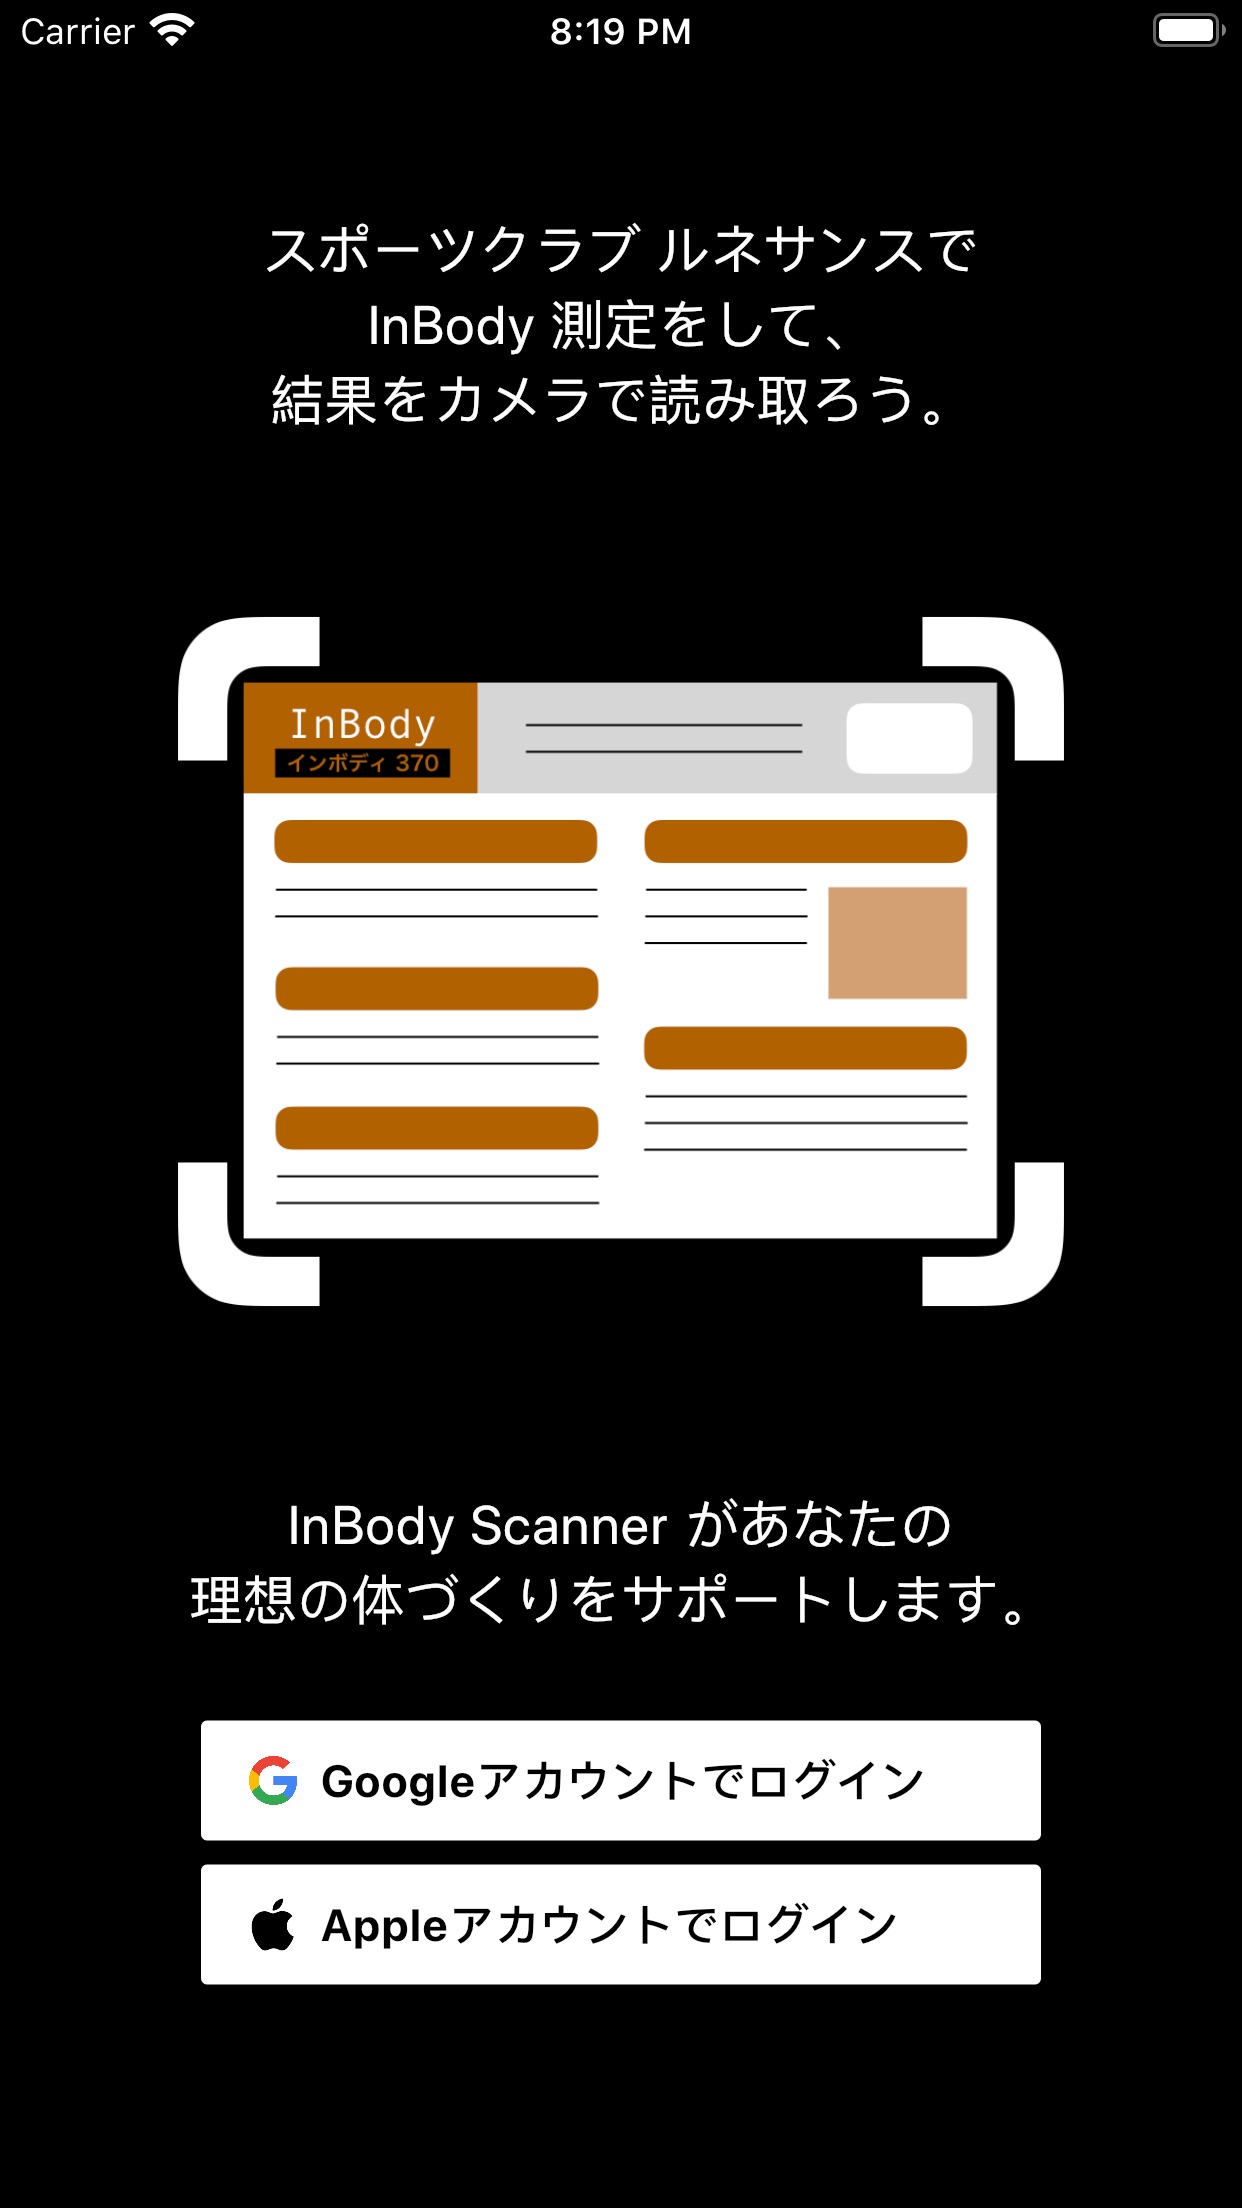 Carrier 8:19 PM
スポーツクラブ ルネサンスで
InBody 測定をして、
結果をカメラで読み取ろう。
InBody
インボディ 370
InBody Scanner があなたの
理想の体づくりをサポートします。
Googleアカウントでログイン
Appleアカウントでログイン